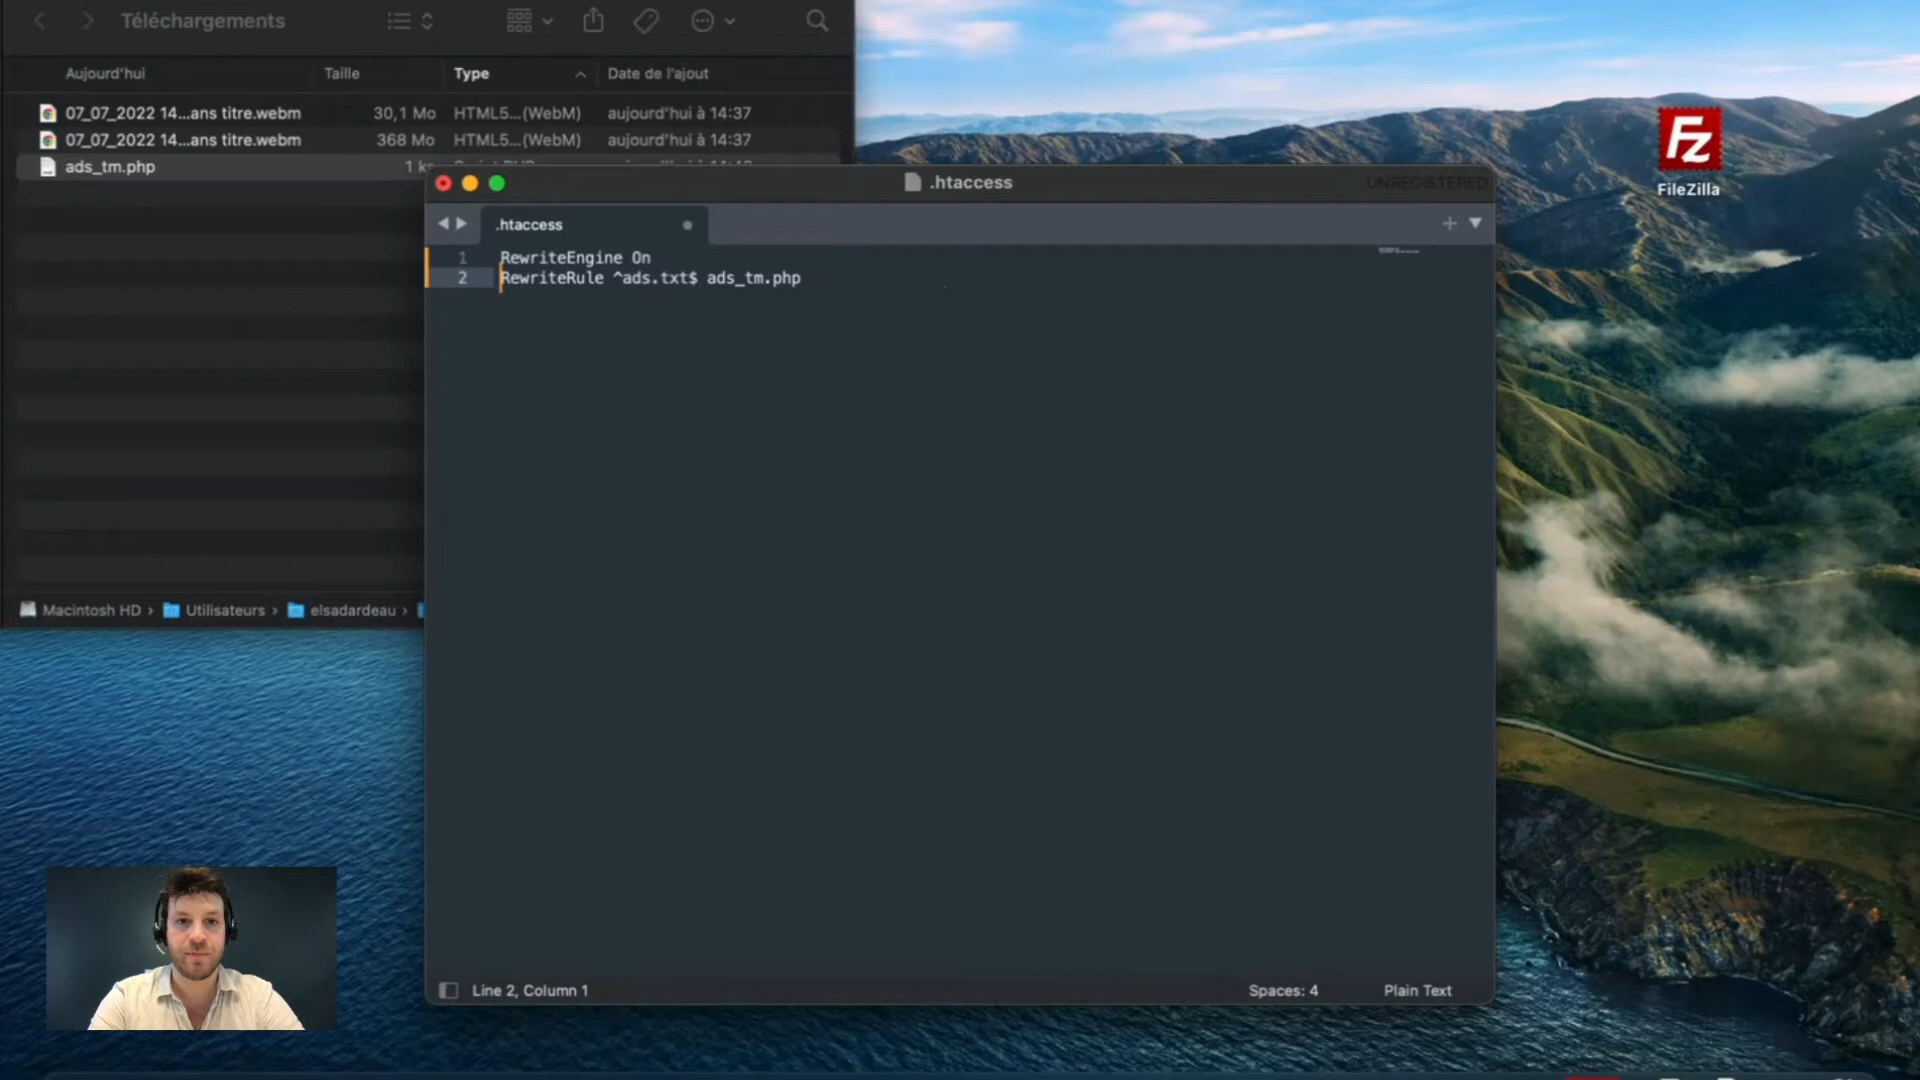 Téléchargements
Aujourd'hui Taille Type Date de l'ajout
07_07_2022 14...ans titre.webm 30,1 Mo HTML5...(WebM) aujourd'hui à 14:37
07_07_2022 14...ans titre.webm 368 Mo HTML5...(WebM) aujourd'hui à 14:37
ads_tm.php 1 
FileZilla
.htaccess
UNREGISTERED
.htaccess
1 RewriteEngine On
2 RewriteRule ^ads.txt$ ads_tm.php
Macintosh HD › Utilisateurs › elsadardeau ›
Line 2, Column 1
Spaces: 4
Plain Text